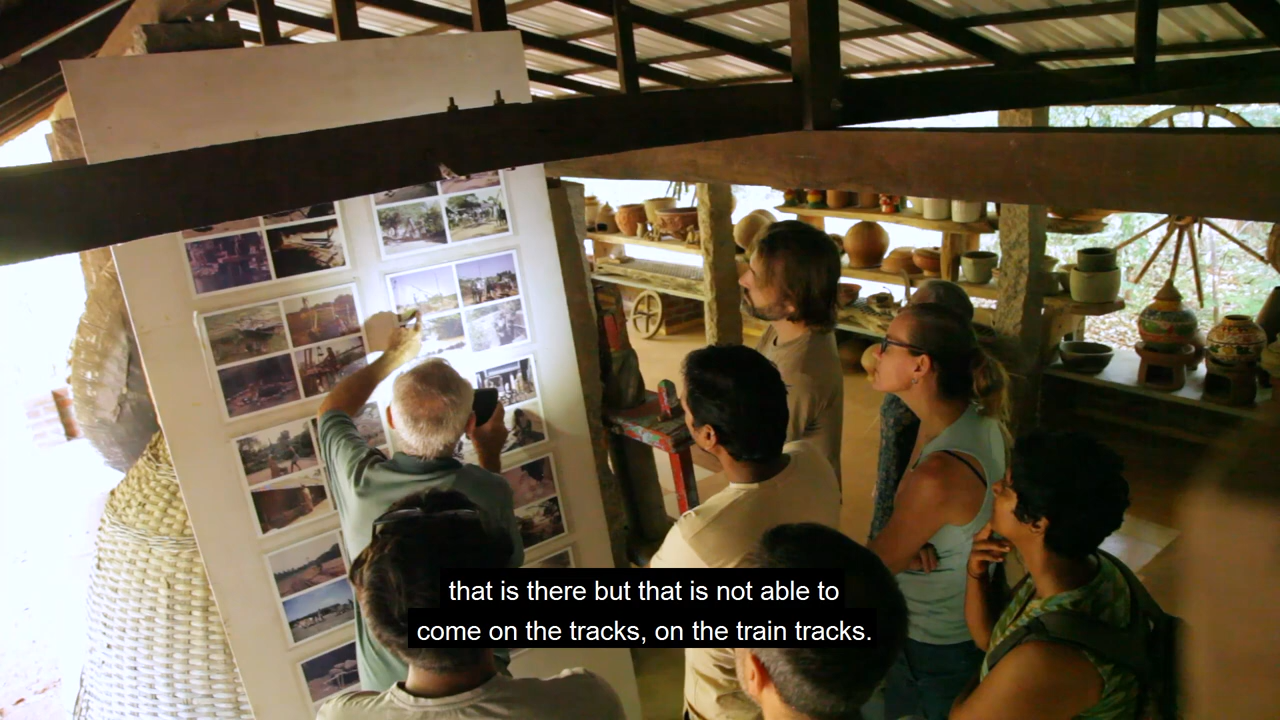 that is there but that is not able to
come on the tracks, on the train tracks.